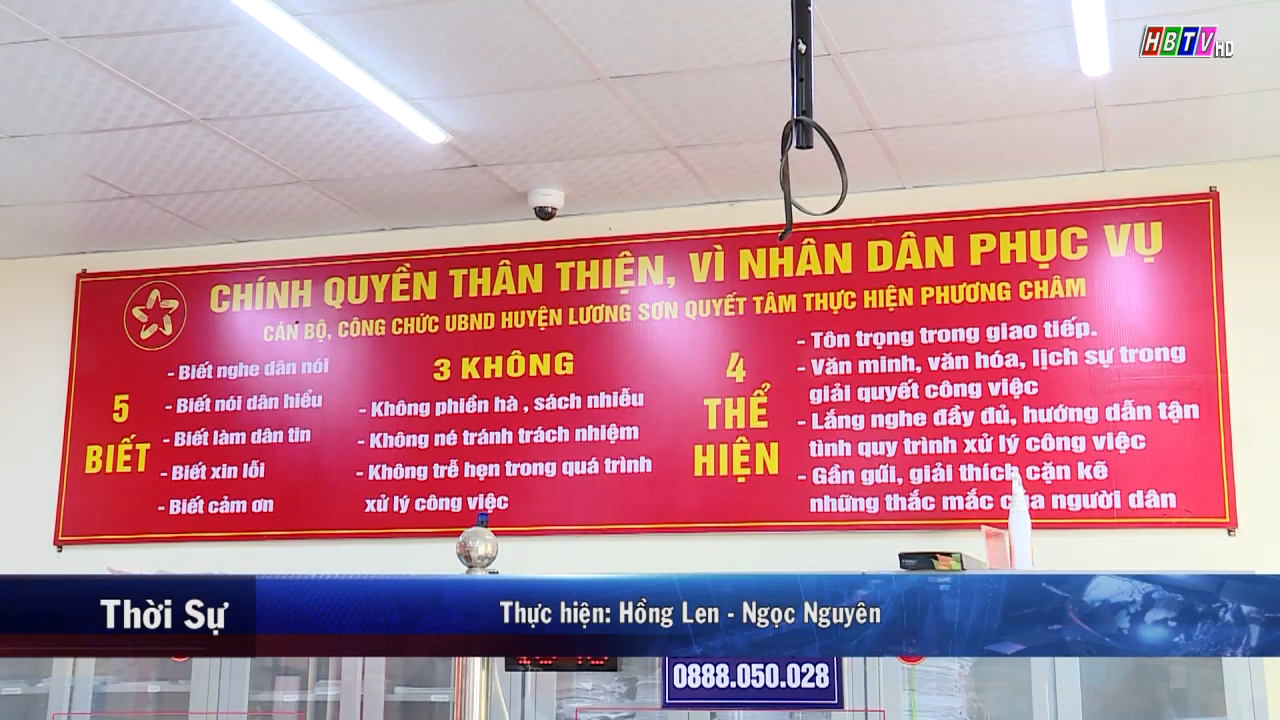 HBTV HD
CHÍNH QUYỀN THÂN THIỆN, VÌ NHÂN DÂN PHỤC VỤ
CÁN BỘ, CÔNG CHỨC UBND HUYỆN LƯƠNG SƠN QUYẾT TÂM THỰC HIỆN PHƯƠNG CHÂM
5
BIẾT
- Biết nghe dân nói
- Biết nói dân hiểu
- Biết làm dân tin
- Biết xin lỗi
- Biết cảm ơn
3 KHÔNG
- Không phiền hà , sách nhiễu
- Không né tránh trách nhiệm
- Không trễ hẹn trong quá trình
xử lý công việc
4
THỂ
HIỆN
- Tôn trọng trong giao tiếp.
- Văn minh, văn hóa, lịch sự trong
giải quyết công việc
- Lắng nghe đầy đủ, hướng dẫn tận
tình quy trình xử lý công việc
- Gần gũi, giải thích cặn kẽ
những thắc mắc của người dân
Thời Sự
Thực hiện: Hồng Len - Ngọc Nguyên
0888.050.028